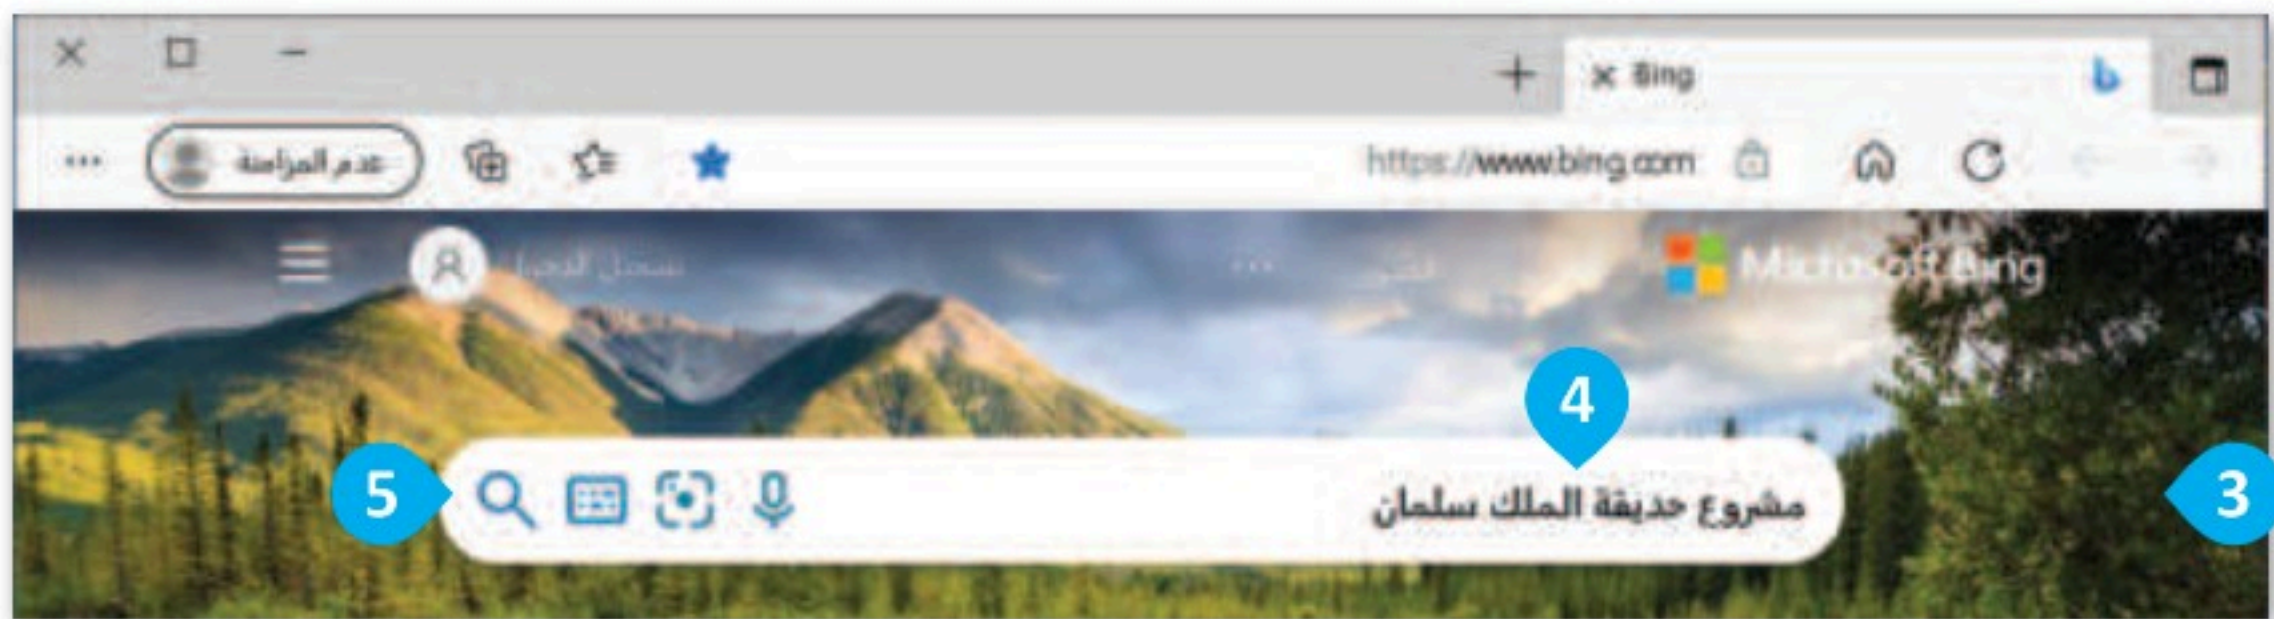 Bing
https://www.bing.com
عدم المزامنة
Microsoft Bing
4
مشروع حديقة الملك سلمان
3
5